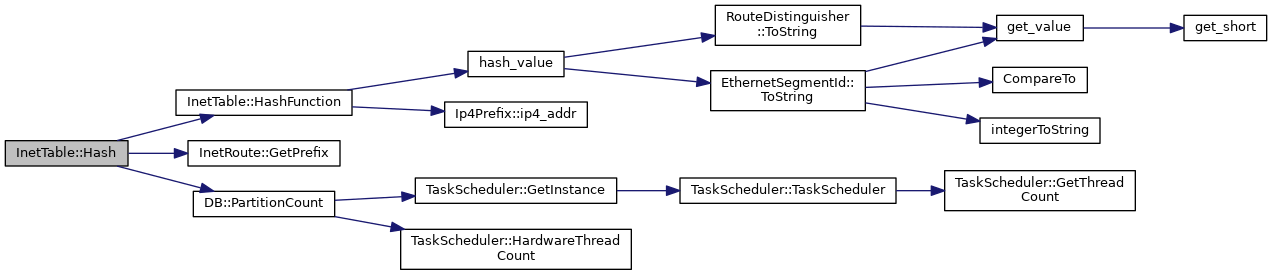 InetTable::Hash
InetTable::HashFunction
InetRoute::GetPrefix
DB::PartitionCount
hash_value
Ip4Prefix::ip4_addr
TaskScheduler::GetInstance
TaskScheduler::HardwareThread
Count
RouteDistinguisher
::ToString
EthernetSegmentId::
ToString
TaskScheduler::TaskScheduler
get_value
CompareTo
integerToString
TaskScheduler::GetThread
Count
get_short